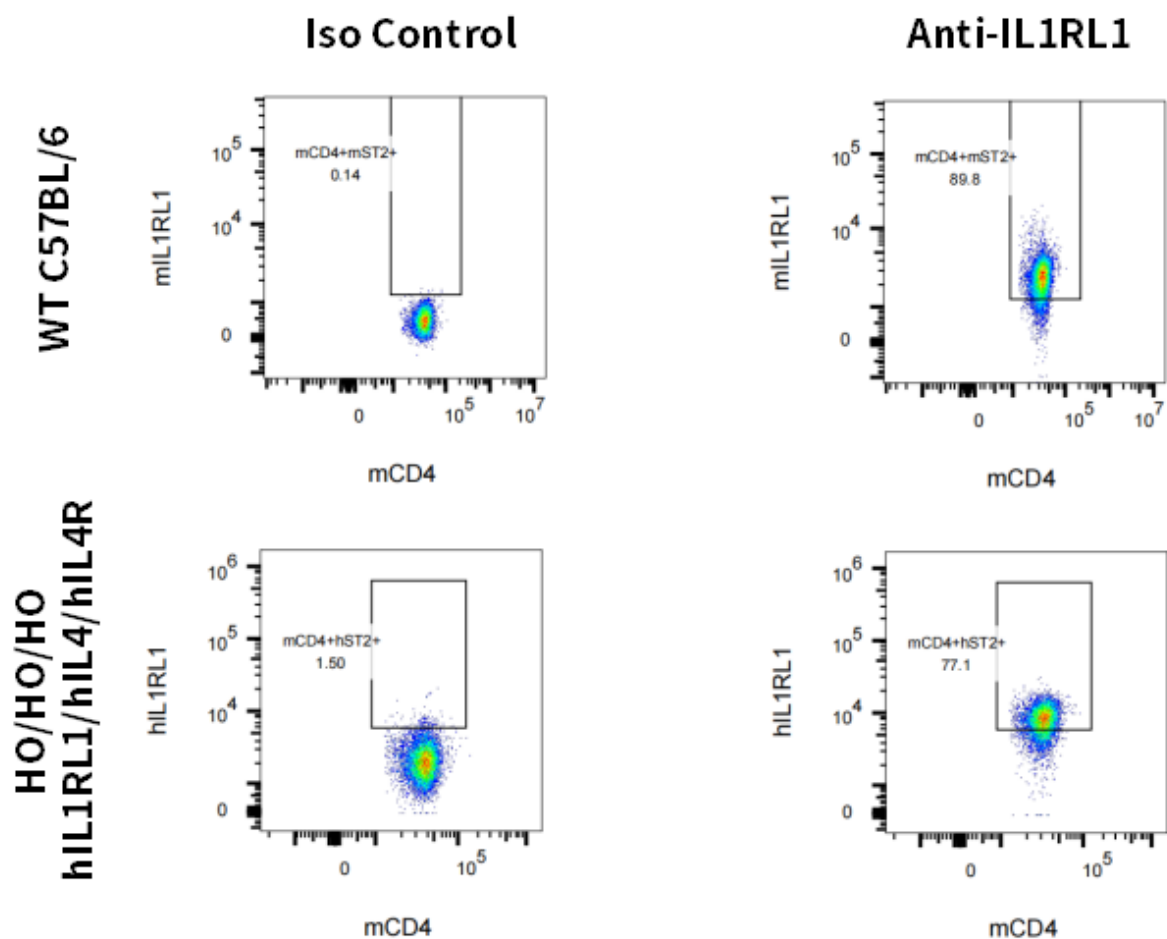 Iso Control
Anti-IL1RL1
WT C57BL/6
mIL1RL1
10^5
10^4
0
mCD4+mST2+
0.14
0
10^5
10^7
mCD4
mIL1RL1
10^5
10^4
0
mCD4+mST2+
89.8
0
10^5
10^7
mCD4
HO/HO/HO
hIL1RL1/hIL4/hIL4R
hIL1RL1
10^6
10^5
10^4
0
mCD4+hST2+
1.50
0
10^5
mCD4
hIL1RL1
10^6
10^5
10^4
0
mCD4+hST2+
77.1
0
10^5
mCD4